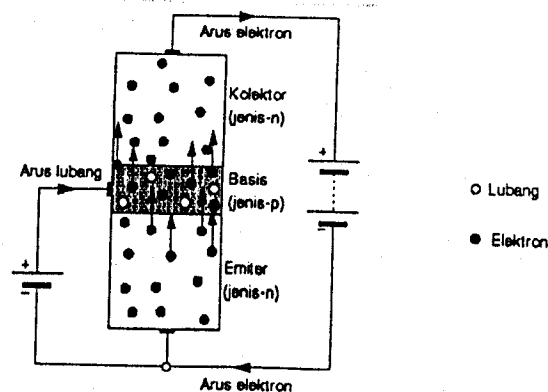 Arus elektron
Kolektor
(jenis-n)
Arus lubang
Basis
(jenis-p)
Lubang
Elektron
Emiter
(jenis-n)
Arus elektron
+
−
+
−